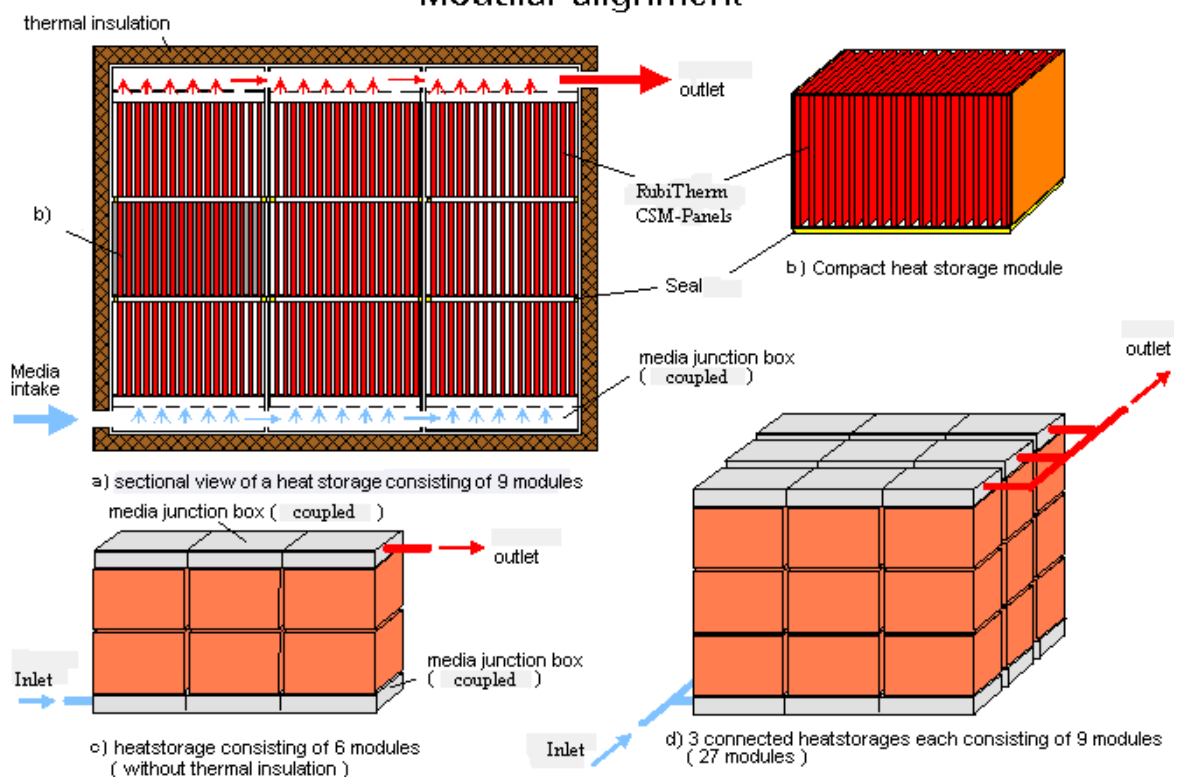 thermal insulation
outlet
RubiTherm
CSM-Panels
b)
b) Compact heat storage module
Seal
media junction box
( coupled )
outlet
Media
intake
a) sectional view of a heat storage consisting of 9 modules
media junction box ( coupled )
outlet
media junction box
( coupled )
Inlet
c) heatstorage consisting of 6 modules
( without thermal insulation )
Inlet
d) 3 connected heatstorages each consisting of 9 modules
( 27 modules )